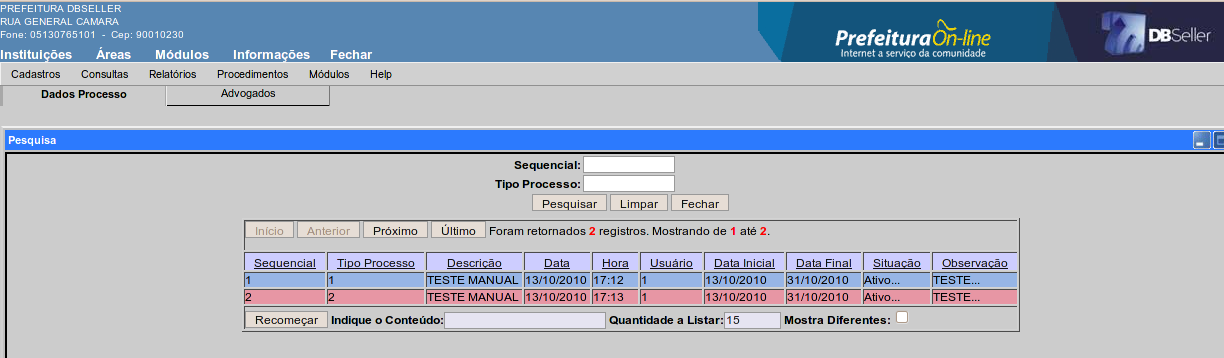 PREFEITURA DBSELLER
RUA GENERAL CAMARA
Fone: 05130765101 - Cep: 90010230
Prefeitura On-line
Internet a serviço da comunidade
DBSeller
Instituições Áreas Módulos Informações Fechar
Cadastros Consultas Relatórios Procedimentos Módulos Help
Dados Processo Advogados
Pesquisa
Sequencial:
Tipo Processo:
Pesquisar Limpar Fechar
Início Anterior Próximo Último Foram retornados 2 registros. Mostrando de 1 até 2.
Sequencial Tipo Processo Descrição Data Hora Usuário Data Inicial Data Final Situação Observação
1 1 TESTE MANUAL 13/10/2010 17:12 1 13/10/2010 31/10/2010 Ativo... TESTE...
2 2 TESTE MANUAL 13/10/2010 17:13 1 13/10/2010 31/10/2010 Ativo... TESTE...
Recomeçar Indique o Conteúdo: Quantidade a Listar: 15 Mostra Diferentes: